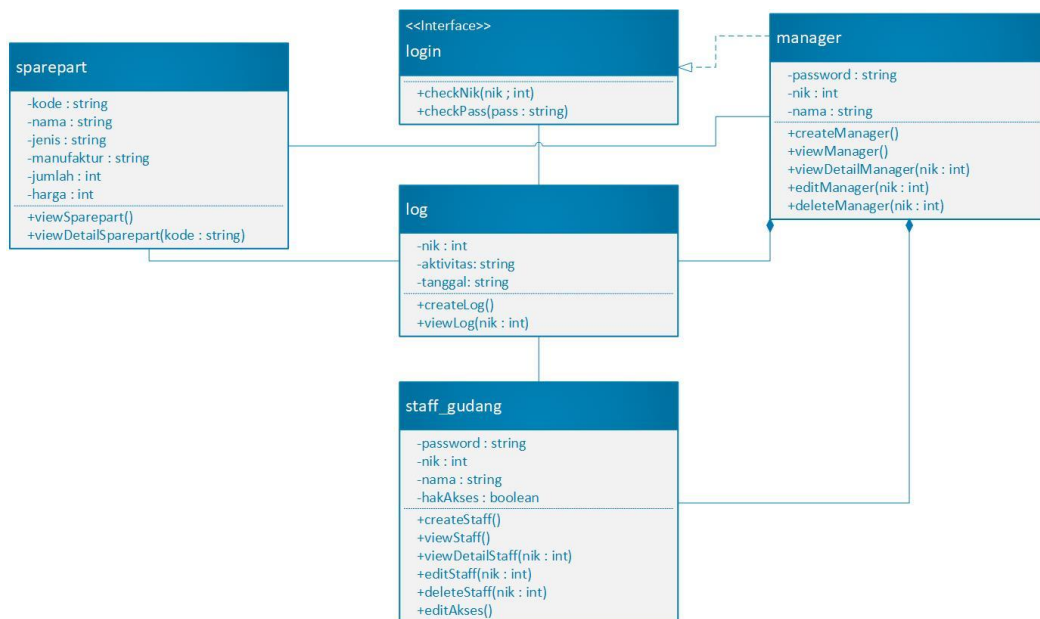 sparepart
-kode : string
-nama : string
-jenis : string
-manufaktur : string
-jumlah : int
-harga : int
+viewSparepart()
+viewDetailSparepart(kode : string)
<<Interface>>
login
+checkNik(nik ; int)
+checkPass(pass : string)
manager
-password : string
-nik : int
-nama : string
+createManager()
+viewManager()
+viewDetailManager(nik : int)
+editManager(nik : int)
+deleteManager(nik : int)
log
-nik : int
-aktivitas: string
-tanggal: string
+createLog()
+viewLog(nik : int)
staff_gudang
-password : string
-nik : int
-nama : string
-hakAkses : boolean
+createStaff()
+viewStaff()
+viewDetailStaff(nik : int)
+editStaff(nik : int)
+deleteStaff(nik : int)
+editAkses()